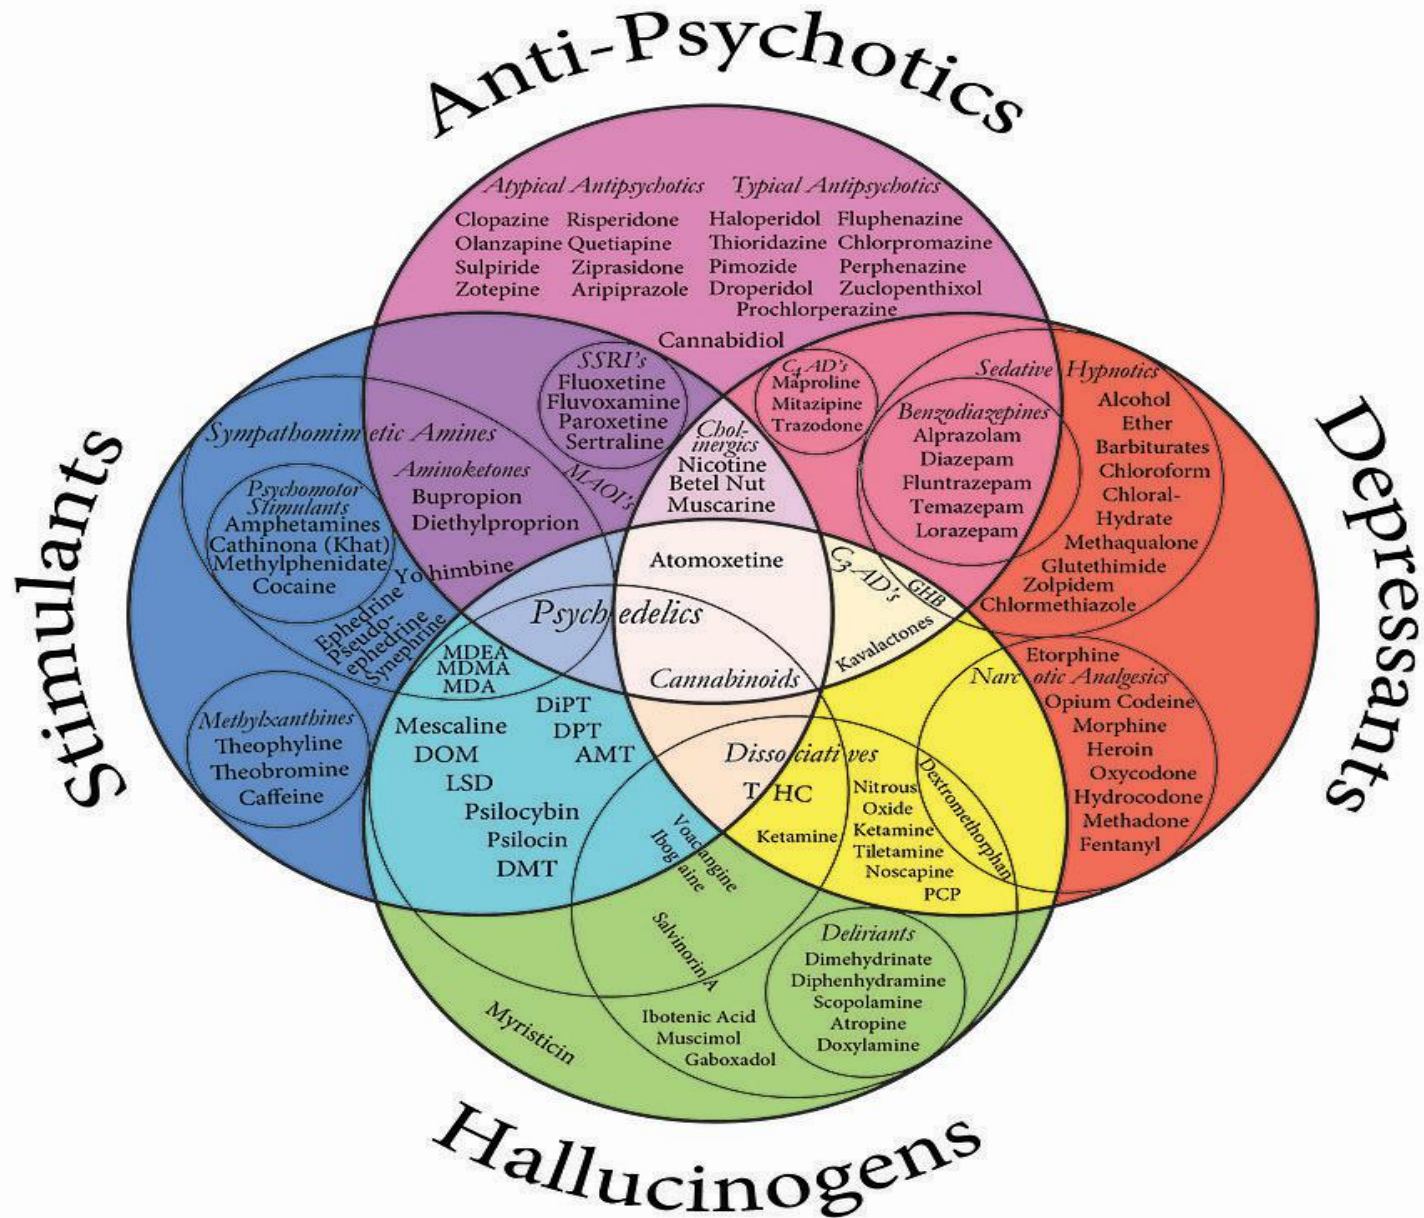 Anti-Psychotics
Atypical Antipsychotics
Clopazine Risperidone
Olanzapine Quetiapine
Sulpiride Ziprasidone
Zotepine Aripiprazole
Typical Antipsychotics
Haloperidol Fluphenazine
Thioridazine Chlorpromazine
Pimozide Perphenazine
Droperidol Zuclopenthixol
Prochlorperazine
Cannabidiol
SSRI's
Fluoxetine
Fluvoxamine
Paroxetine
Sertraline
C4 AD's
Maproline
Mitazipine
Trazodone
Sedative Hypnotics
Alcohol
Ether
Barbiturates
Chloroform
Chloral-
Hydrate
Methaqualone
Glutethimide
Zolpidem
Chlormethiazole
Benzodiazepines
Alprazolam
Diazepam
Fluntrazepam
Temazepam
Lorazepam
Sympathomimetic Amines
Aminoketones
Bupropion
Diethylproprion
MAOI's
Chol-
inergics
Nicotine
Betel Nut
Muscarine
Psychomotor
Stimulants
Amphetamines
Cathinona (Khat)
Methylphenidate
Cocaine
Yohimbine
Ephedrine
Pseudo-
ephedrine
Synephrine
Stimulants
Depressants
Atomoxetine
C3 AD's
GHB
Kavalactones
Psychedelics
Cannabinoids
MDEA
MDMA
MDA
DiPT
DPT
AMT
Mescaline
DOM
LSD
Psilocybin
Psilocin
DMT
Methylxanthines
Theophyline
Theobromine
Caffeine
Etorphine
Narcotic Analgesics
Opium Codeine
Morphine
Heroin
Oxycodone
Hydrocodone
Methadone
Fentanyl
Dissociatives
THC
Ketamine
Nitrous
Oxide
Ketamine
Tiletamine
Noscapine
PCP
Dextromethorphan
Voacangine
Ibogaine
Salvinorin A
Deliriants
Dimehydrinate
Diphenhydramine
Scopolamine
Atropine
Doxylamine
Ibotenic Acid
Muscimol
Gaboxadol
Myristicin
Hallucinogens